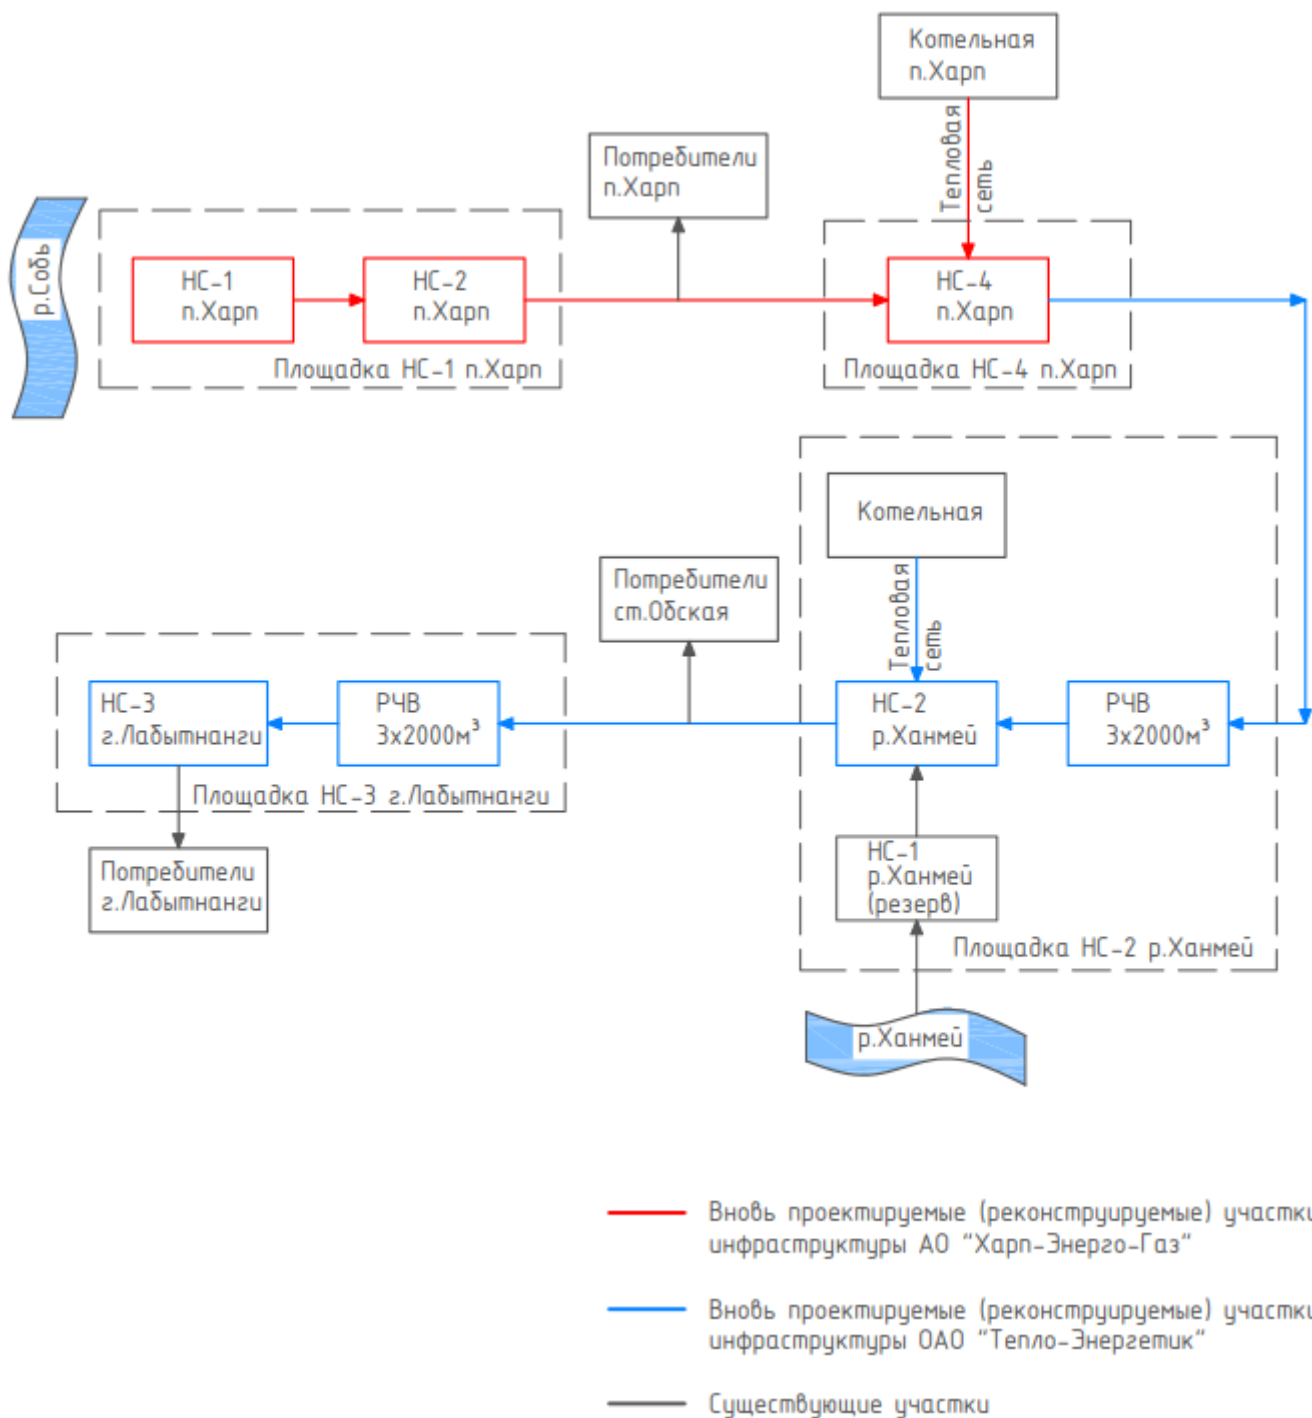 Котельная
п.Харп
Тепловая
сеть
Потребители
п.Харп
р.Собь
НС-1
п.Харп
НС-2
п.Харп
Площадка НС-1 п.Харп
НС-4
п.Харп
Площадка НС-4 п.Харп
Котельная
Тепловая
сеть
Потребители
ст.Обская
НС-3
г.Лабытнанги
РЧВ
3х2000м³
Площадка НС-3 г.Лабытнанги
Потребители
г.Лабытнанги
НС-2
р.Ханмей
РЧВ
3х2000м³
НС-1
р.Ханмей
(резерв)
Площадка НС-2 р.Ханмей
р.Ханмей
Вновь проектируемые (реконструируемые) участки
инфраструктуры АО "Харп-Энерго-Газ"
Вновь проектируемые (реконструируемые) участки
инфраструктуры ОАО "Тепло-Энергетик"
Существующие участки